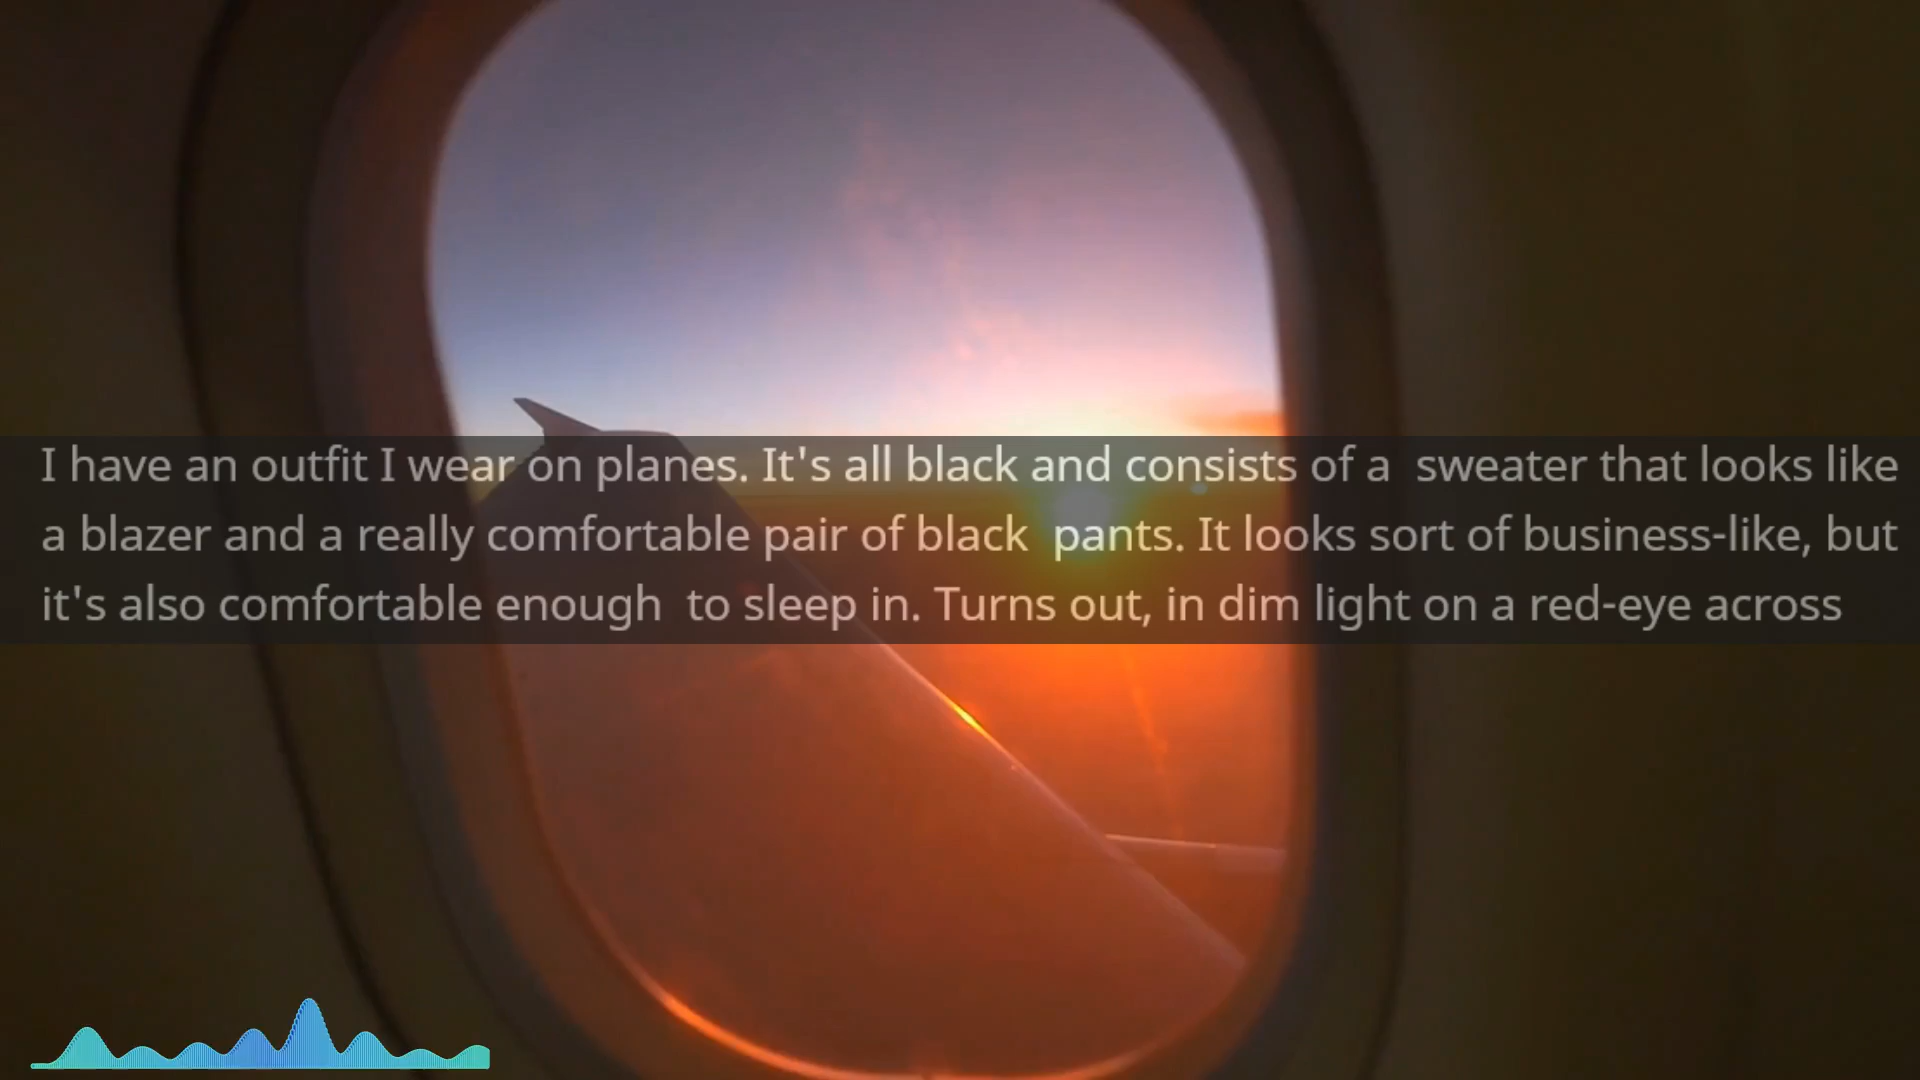 I have an outfit I wear on planes. It's all black and consists of a  sweater that looks like
a blazer and a really comfortable pair of black  pants. It looks sort of business-like, but
it's also comfortable enough  to sleep in. Turns out, in dim light on a red-eye across